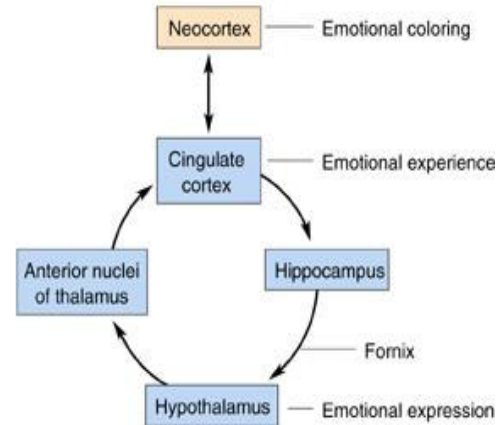 Neocortex
Emotional coloring
Cingulate
cortex
Emotional experience
Anterior nuclei
of thalamus
Hippocampus
Fornix
Hypothalamus
Emotional expression